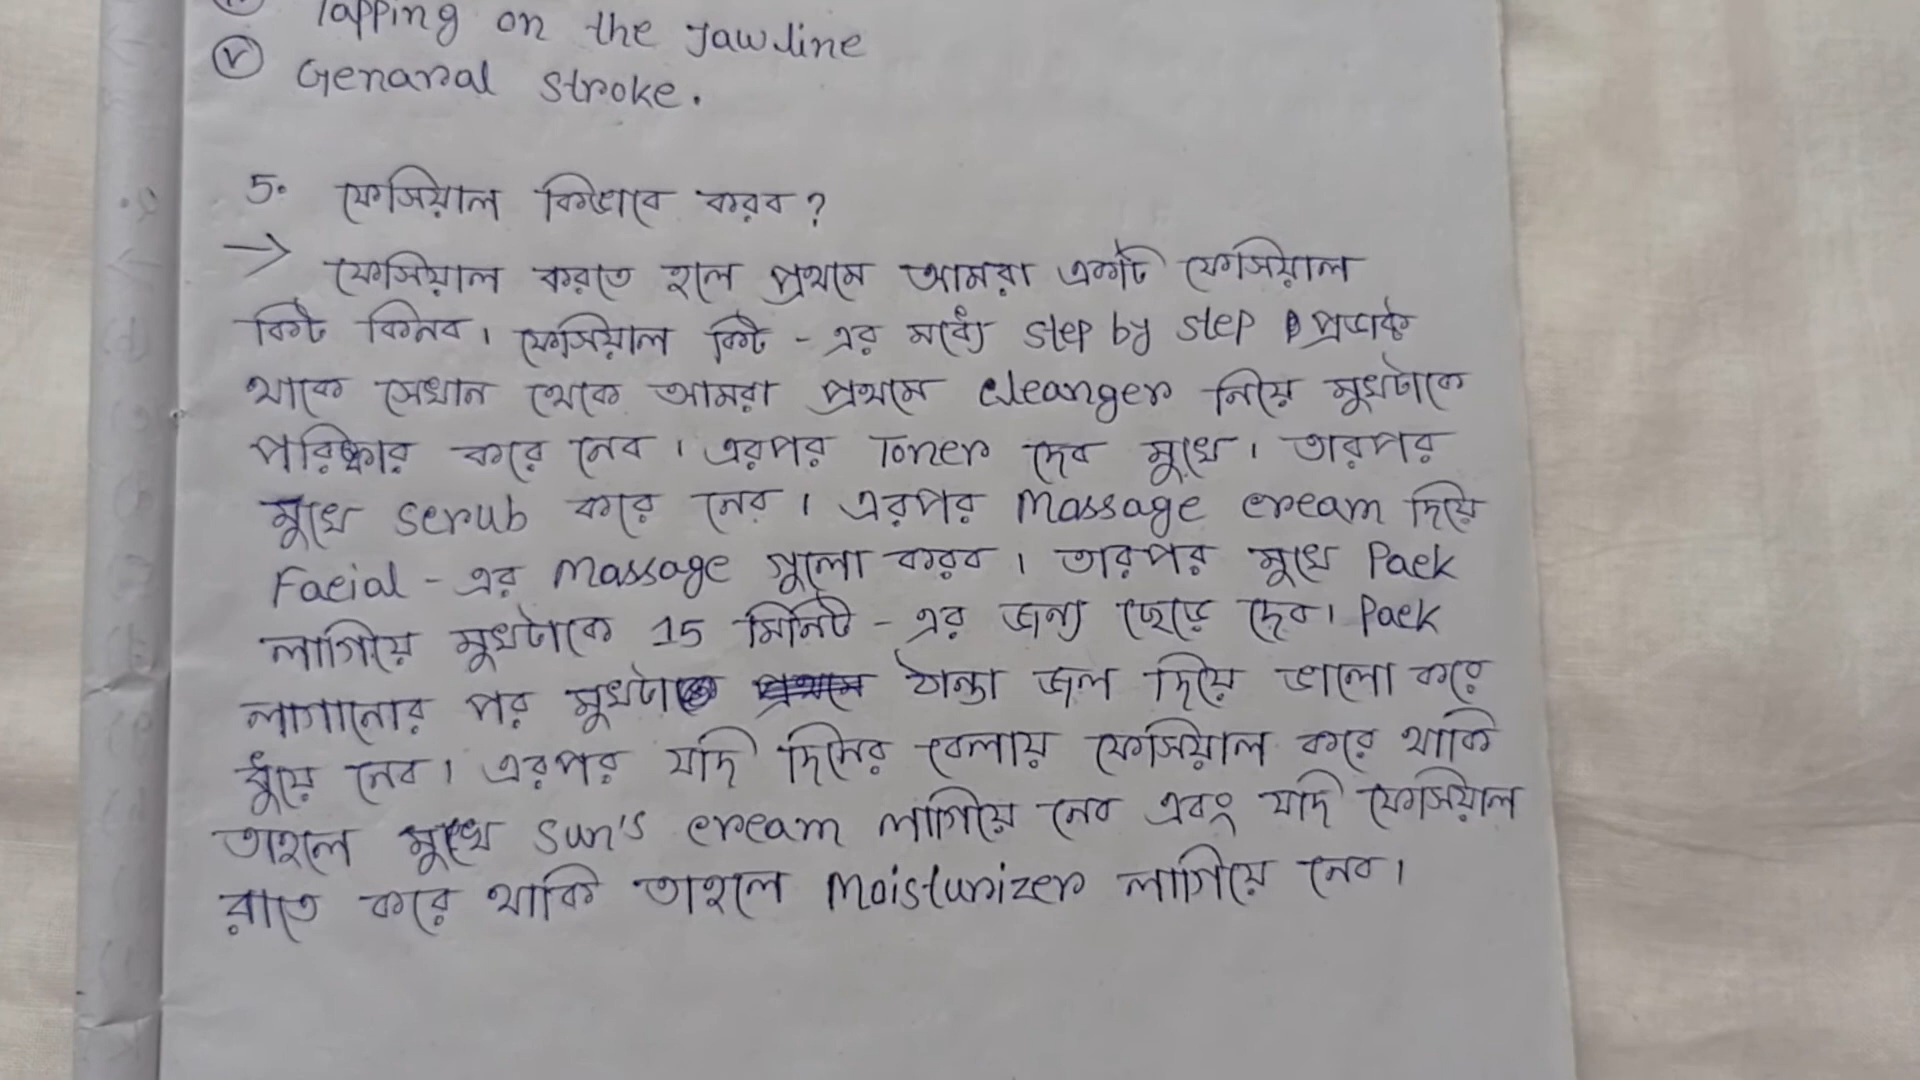 Tapping on the Jawline
(v) Genaral stroke.
5. ফেসিয়াল কিভাবে করব?
→ ফেসিয়াল করতে হলে প্রথমে আমরা একটি ফেসিয়াল
কিট কিনব। ফেসিয়াল কিট - এর মধ্যে step by step
থাকে সেখান থেকে আমরা প্রথমে cleanger নিয়ে মুখটাকে
পরিষ্কার করে নেব। এরপর Toner দেব মুখে। তারপর
মুখে scrub করে নেব। এরপর Massage cream দিয়ে
Facial - এর Massage গুলো করব। তারপর মুখে Pack
লাগিয়ে মুখটাকে 15 মিনিট - এর জন্য ছেড়ে দেব। Pack
লাগানোর পর মুখটাকে ঠান্ডা জল দিয়ে ভালো করে
ধুয়ে নেব। এরপর যদি দিনের বেলায় ফেসিয়াল করে থাকি
তাহলে মুখে sun's cream লাগিয়ে নেব এবং যদি ফেসিয়াল
রাতে করে থাকি তাহলে Moisturizer লাগিয়ে নেব।